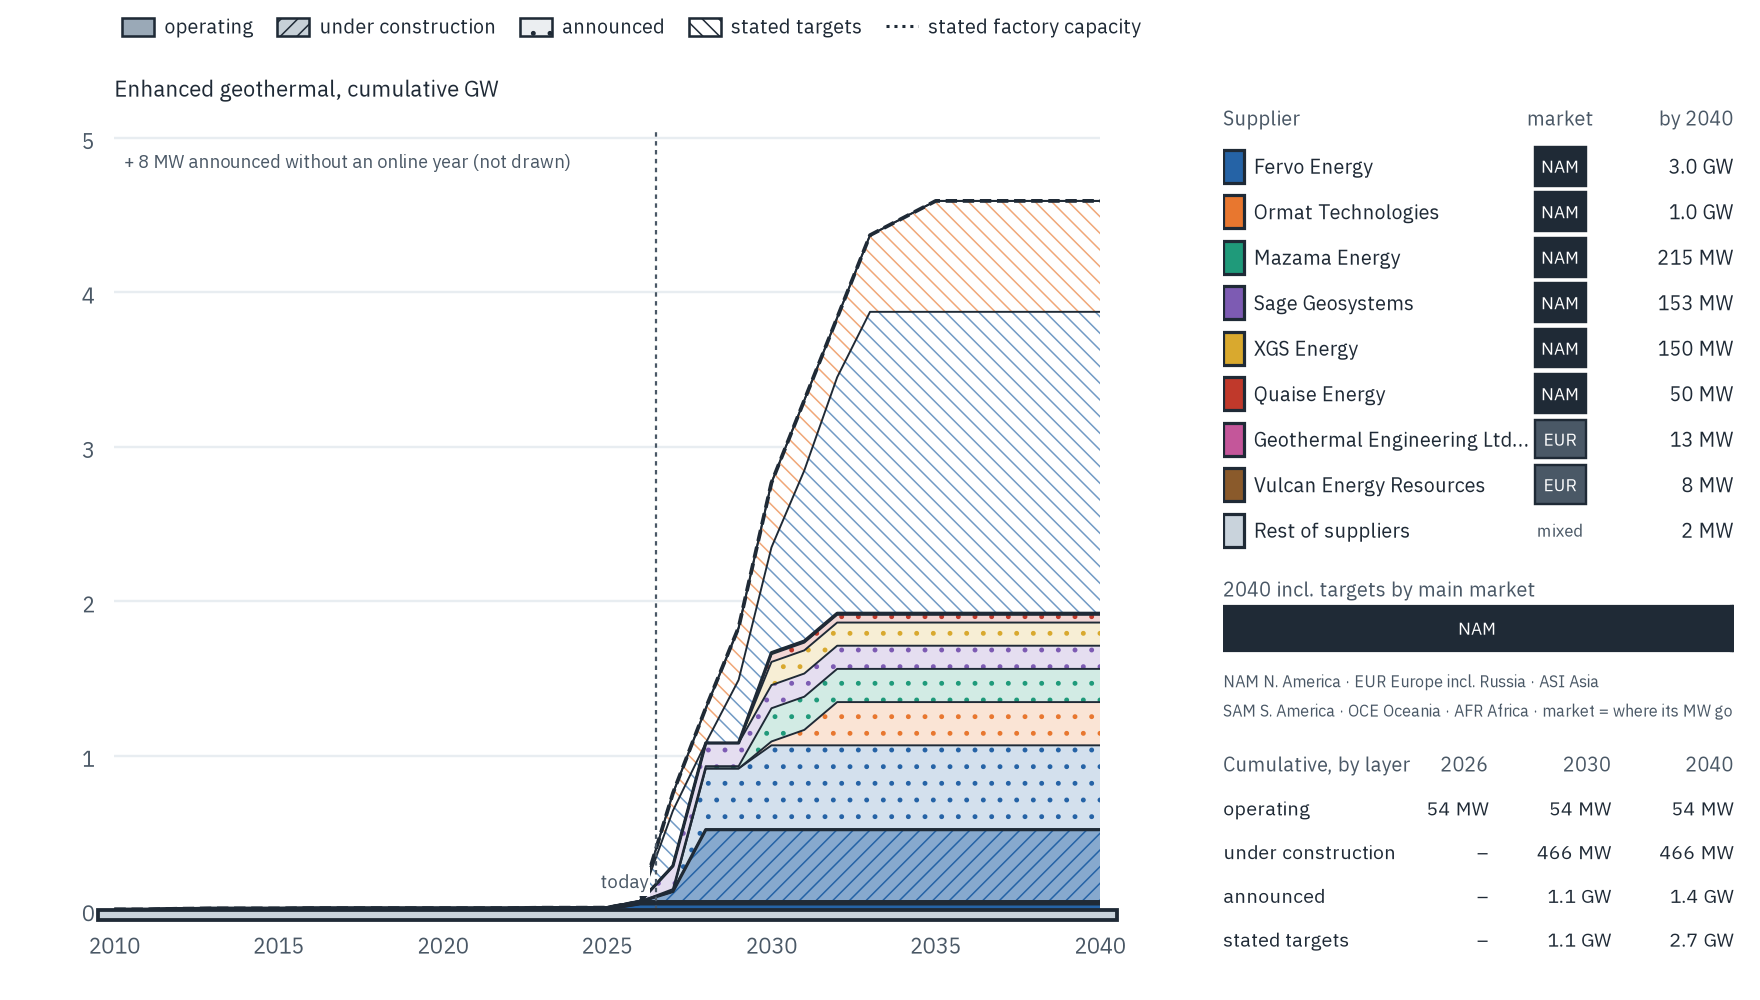 operating under construction announced stated targets stated factory capacity
Enhanced geothermal, cumulative GW
5
+ 8 MW announced without an online year (not drawn)
4
3
2
1
today
0
2010 2015 2020 2025 2030 2035 2040
Supplier market by 2040
Fervo Energy NAM 3.0 GW
Ormat Technologies NAM 1.0 GW
Mazama Energy NAM 215 MW
Sage Geosystems NAM 153 MW
XGS Energy NAM 150 MW
Quaise Energy NAM 50 MW
Geothermal Engineering Ltd... EUR 13 MW
Vulcan Energy Resources EUR 8 MW
Rest of suppliers mixed 2 MW
2040 incl. targets by main market
NAM
NAM N. America · EUR Europe incl. Russia · ASI Asia
SAM S. America · OCE Oceania · AFR Africa · market = where its MW go
Cumulative, by layer 2026 2030 2040
operating 54 MW 54 MW 54 MW
under construction – 466 MW 466 MW
announced – 1.1 GW 1.4 GW
stated targets – 1.1 GW 2.7 GW